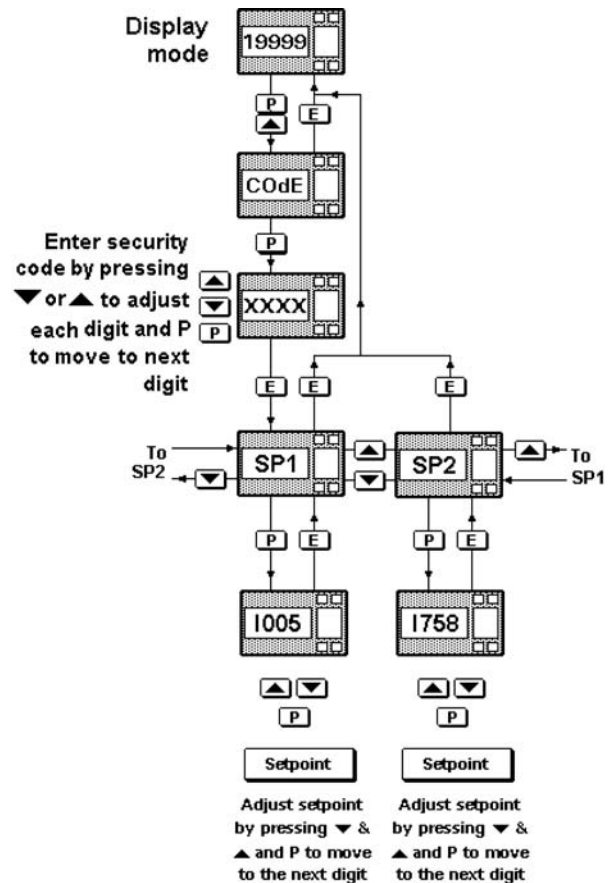 Display
mode
19999
P
▲
E
COdE
P
Enter security
code by pressing
▼ or ▲ to adjust
each digit and P
to move to next
digit
▲
▼
P
XXXX
E
E
E
To
SP2
▼
SP1
▲
▼
SP2
▲
To
SP1
P
E
P
E
1005
1758
▲ ▼
P
▲ ▼
P
Setpoint
Setpoint
Adjust setpoint
by pressing ▼ &
▲ and P to move
to the next digit
Adjust setpoint
by pressing ▼ &
▲ and P to move
to the next digit